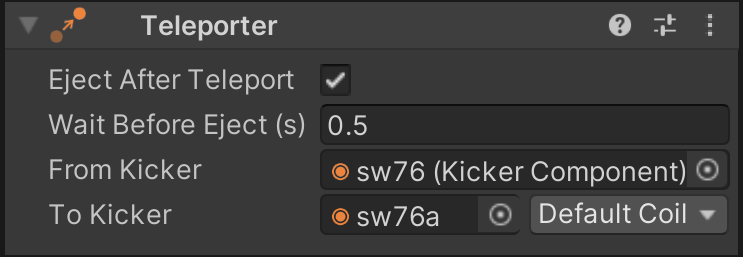 Teleporter
Eject After Teleport
Wait Before Eject (s) 0.5
From Kicker sw76 (Kicker Component)
To Kicker sw76a Default Coil